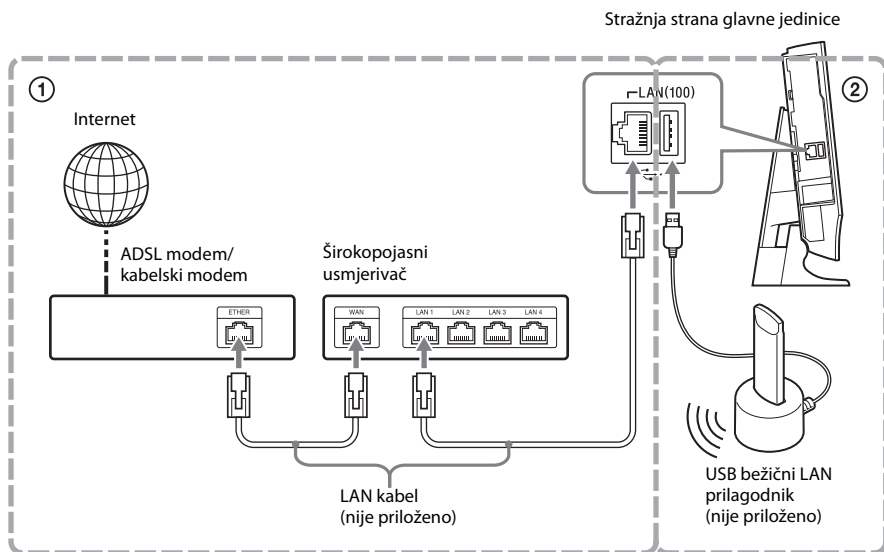 Stražnja strana glavne jedinice
①
②
LAN(100)
Internet
ADSL modem/
kabelski modem
Širokopojasni
usmjerivač
ETHER
WAN
LAN 1
LAN 2
LAN 3
LAN 4
LAN kabel
(nije priloženo)
USB bežični LAN
prilagodnik
(nije priloženo)